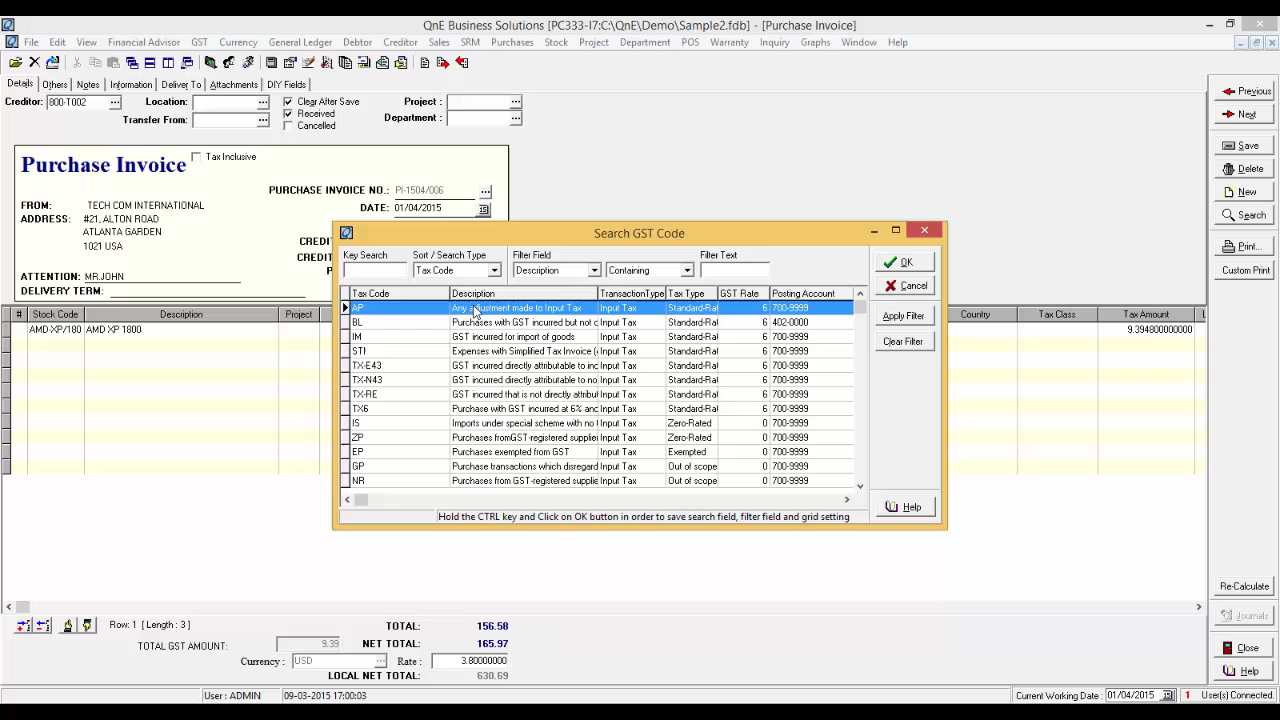 QnE Business Solutions [PC333-I7:C:\QnE\Demo\Sample2.fdb] - [Purchase Invoice]
File Edit View Financial Advisor GST Currency General Ledger Debtor Creditor Sales SRM Purchases Stock Project Department POS Warranty Inquiry Graphs Window Help
Details Others Notes Information Deliver To Attachments DIY Fields
Creditor: 800-T002 Location: Clear After Save Project :
Received
Transfer From: Department :
Cancelled
Previous
Next
Save
Delete
New
Search
Print...
Custom Print
Purchase Invoice Tax Inclusive
PURCHASE INVOICE NO.: PI-1504/006
FROM: TECH COM INTERNATIONAL DATE: 01/04/2015
ADDRESS: #21, ALTON ROAD
ATLANTA GARDEN
1021 USA CREDI
CREDIT
ATTENTION: MR.JOHN
DELIVERY TERM:
# Stock Code Description Project Country Tax Class Tax Amount
AMD XP/180 AMD XP 1800 9.394800000000
Search GST Code
Key Search Sort / Search Type Filter Field Filter Text
Tax Code Description Containing
OK
Cancel
Apply Filter
Clear Filter
Help
Tax Code Description TransactionType Tax Type GST Rate Posting Account
AP Any adjustment made to Input Tax Input Tax Standard-Rat 6 700-9999
BL Purchases with GST incurred but not c Input Tax Standard-Rat 6 402-0000
IM GST incurred for import of goods Input Tax Standard-Rat 6 700-9999
STI Expenses with Simplified Tax Invoice ( Input Tax Standard-Rat 6 700-9999
TX-E43 GST incurred directly attributable to inc Input Tax Standard-Rat 6 700-9999
TX-N43 GST incurred directly attributable to no Input Tax Standard-Rat 6 700-9999
TX-RE GST incurred that is not directly attribut Input Tax Standard-Rat 6 700-9999
TX6 Purchase with GST incurred at 6% and Input Tax Standard-Rat 6 700-9999
IS Imports under special scheme with no Input Tax Zero-Rated 0 700-9999
ZP Purchases fromGST-registered supplie Input Tax Zero-Rated 0 700-9999
EP Purchases exempted from GST Input Tax Exempted 0 700-9999
GP Purchase transactions which disregard Input Tax Out of scope 0 700-9999
NR Purchases from GST-registered supplie Input Tax Out of scope 0 700-9999
Hold the CTRL key and Click on OK button in order to save search field, filter field and grid setting
Re-Calculate
Journals
Close
Help
Row: 1 [ Length : 3 ] TOTAL: 156.58
TOTAL GST AMOUNT: 9.39 NET TOTAL: 165.97
Currency : USD Rate : 3.80000000
LOCAL NET TOTAL: 630.69
User : ADMIN 09-03-2015 17:00:03 Current Working Date : 01/04/2015 1 User(s) Connected.